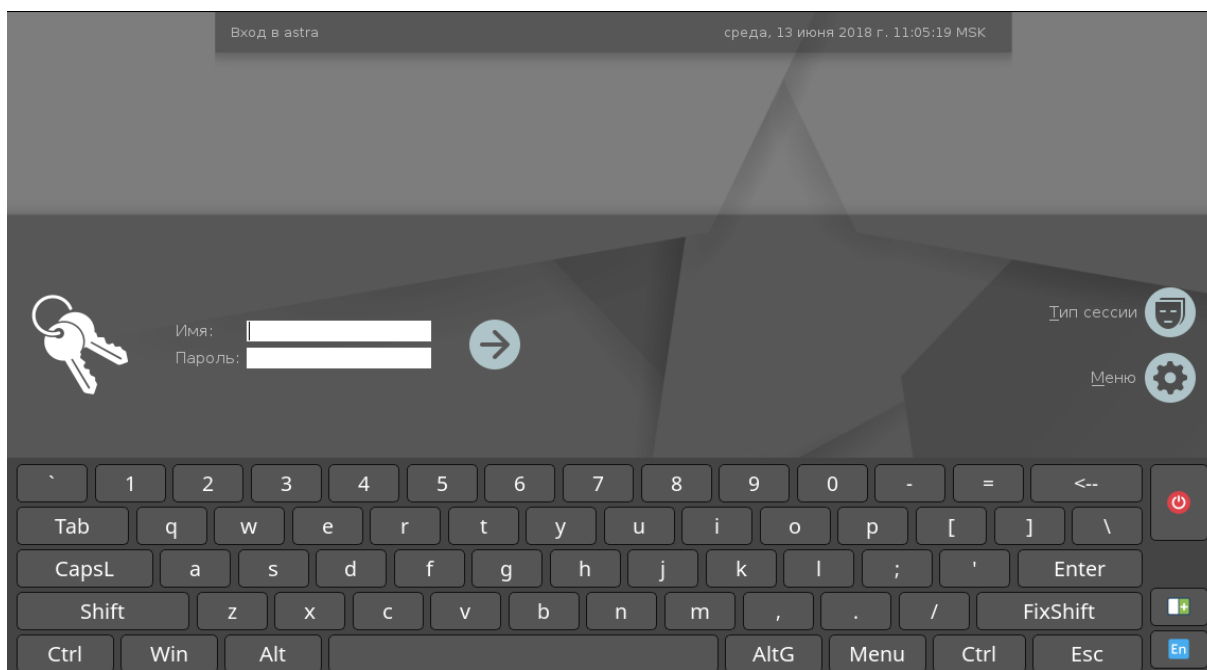 Вход в astra среда, 13 июня 2018 г. 11:05:19 MSK
Тип сессии
Имя:
Пароль:
Меню
` 1 2 3 4 5 6 7 8 9 0 - = <--
Tab q w e r t y u i o p [ ] \
CapsL a s d f g h j k l ; ' Enter
Shift z x c v b n m , . / FixShift
Ctrl Win Alt AltG Menu Ctrl Esc En